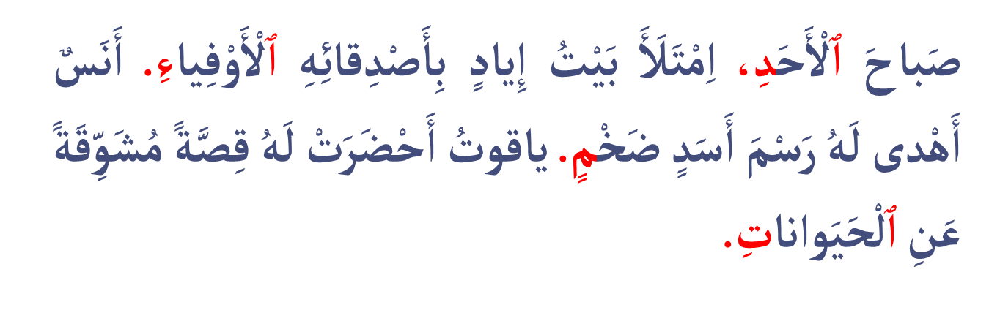 صَباحَ ٱلْأَحَدِ، اِمْتَلَأَ بَيْتُ إِيادٍ بِأَصْدِقائِهِ ٱلْأَوْفِياءِ. أَنَسٌ
أَهْدى لَهُ رَسْمَ أَسَدٍ ضَخْمٍ. ياقوتُ أَحْضَرَتْ لَهُ قِصَّةً مُشَوِّقَةً
عَنِ ٱلْحَيَواناتِ.